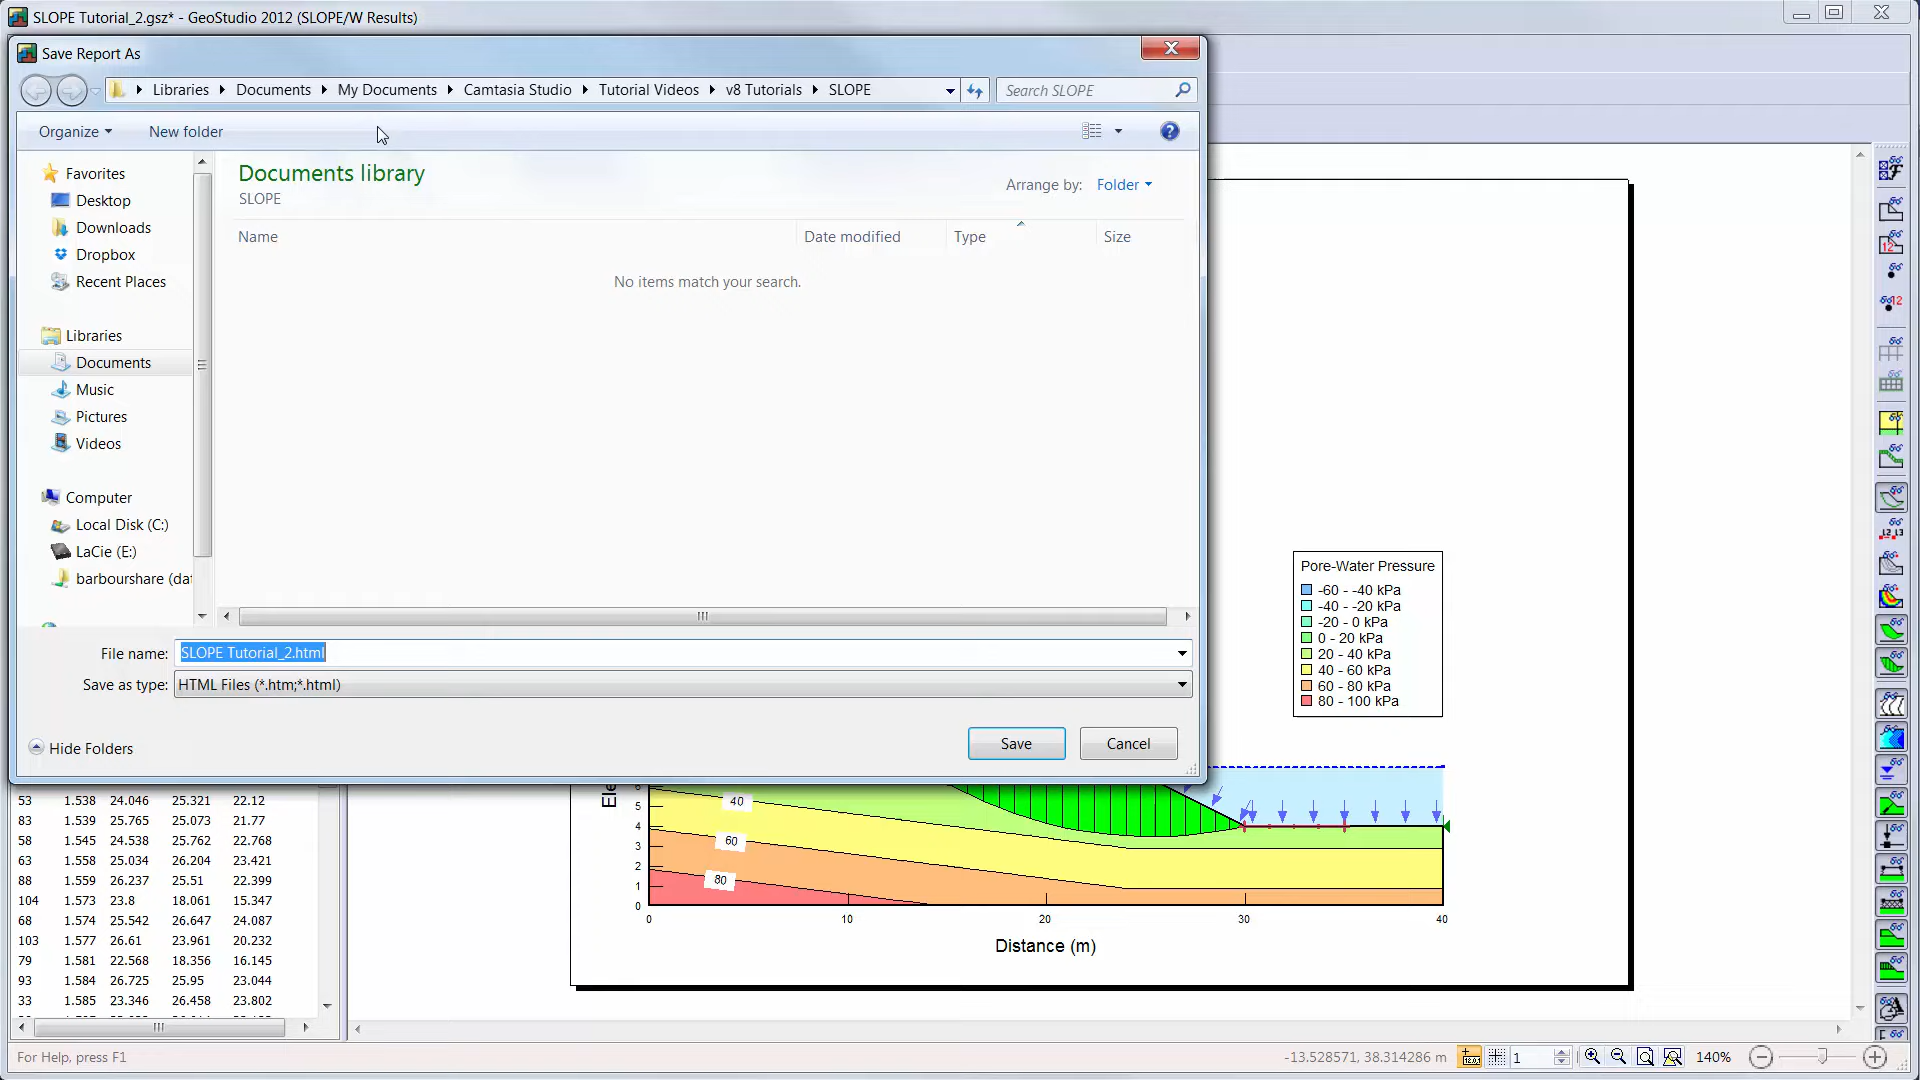 SLOPE Tutorial_2.gsz* - GeoStudio 2012 (SLOPE/W Results)
Save Report As
Libraries Documents My Documents Camtasia Studio Tutorial Videos v8 Tutorials SLOPE
Search SLOPE
Organize
New folder
Favorites
Desktop
Downloads
Dropbox
Recent Places
Libraries
Documents
Music
Pictures
Videos
Computer
Local Disk (C:)
LaCie (E:)
barbourshare (dat
Documents library
SLOPE
Arrange by: Folder
Name Date modified Type Size
No items match your search.
File name: SLOPE Tutorial_2.html
Save as type: HTML Files (*.htm;*.html)
Hide Folders
Save
Cancel
Pore-Water Pressure
-60 - -40 kPa
-40 - -20 kPa
-20 - 0 kPa
0 - 20 kPa
20 - 40 kPa
40 - 60 kPa
60 - 80 kPa
80 - 100 kPa
53 1.538 24.046 25.321 22.12
83 1.539 25.765 25.073 21.77
58 1.545 24.538 25.762 22.768
63 1.558 25.034 26.204 23.421
88 1.559 26.237 25.51 22.399
104 1.573 23.8 18.061 15.347
68 1.574 25.542 26.647 24.087
103 1.577 26.61 23.961 20.232
79 1.581 22.568 18.356 16.145
93 1.584 26.725 25.95 23.044
33 1.585 23.346 26.458 23.802
Ele
6
5
4
3
2
1
0
40
60
80
0 10 20 30 40
Distance (m)
For Help, press F1
-13.528571, 38.314286 m
1
140%